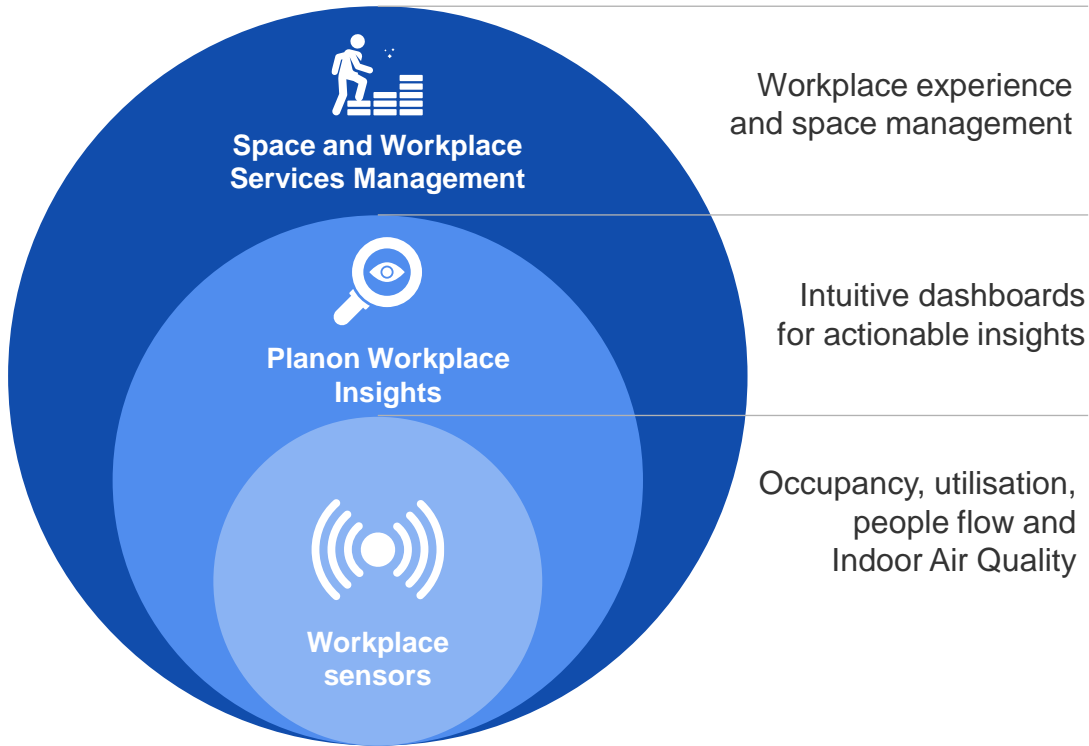 Space and Workplace
Services Management
Workplace experience
and space management
Planon Workplace
Insights
Intuitive dashboards
for actionable insights
Workplace
sensors
Occupancy, utilisation,
people flow and
Indoor Air Quality